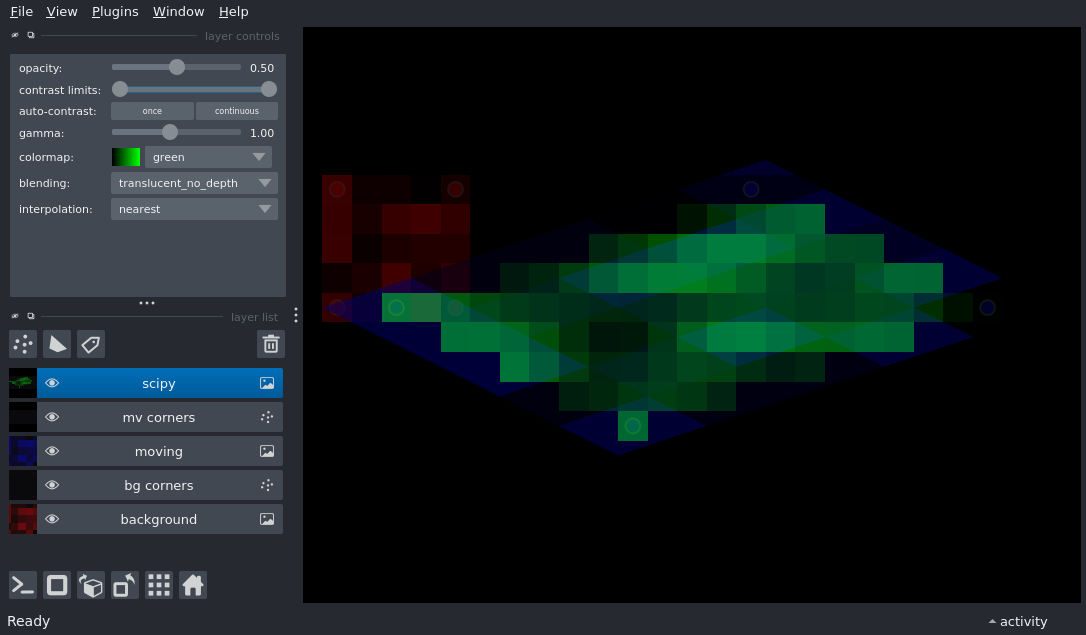 File View Plugins Window Help
layer controls
opacity: 0.50
contrast limits:
auto-contrast: once continuous
gamma: 1.00
colormap: green
blending: translucent_no_depth
interpolation: nearest
layer list
scipy
mv corners
moving
bg corners
background
Ready activity